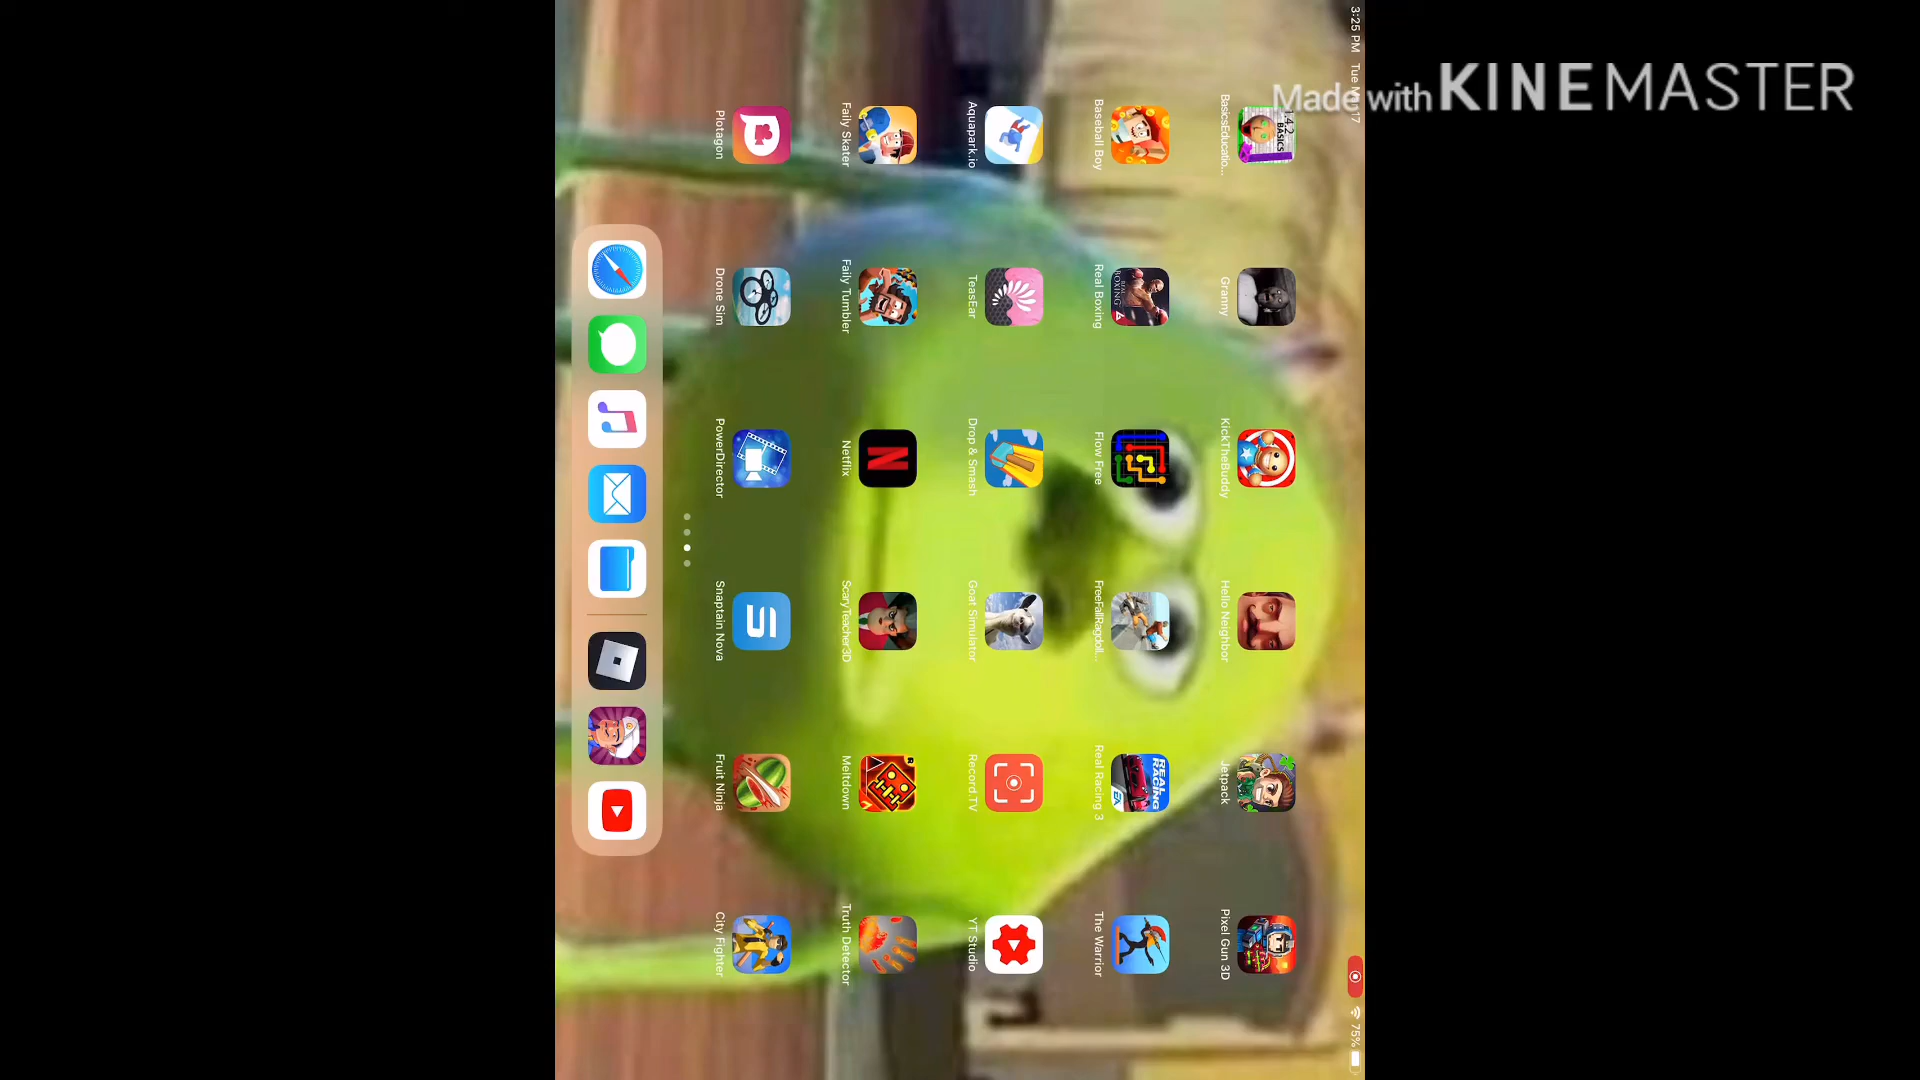 Made with KINEMASTER
3:25 PM Tue Mar 17
75%
BasicsEducatio...
Granny
KickTheBuddy
Hello Neighbor
Jetpack
Pixel Gun 3D
Baseball Boy
Real Boxing
Flow Free
FreeFallRagdoll...
Real Racing 3
The Warrior
Aquapark.io
TeasEar
Drop & Smash
Goat Simulator
Record.TV
YT Studio
Faily Skater
Faily Tumbler
Netflix
ScaryTeacher3D
Meltdown
Truth Detector
Plotagon
Drone Sim
PowerDirector
Snaptain Nova
Fruit Ninja
City Fighter